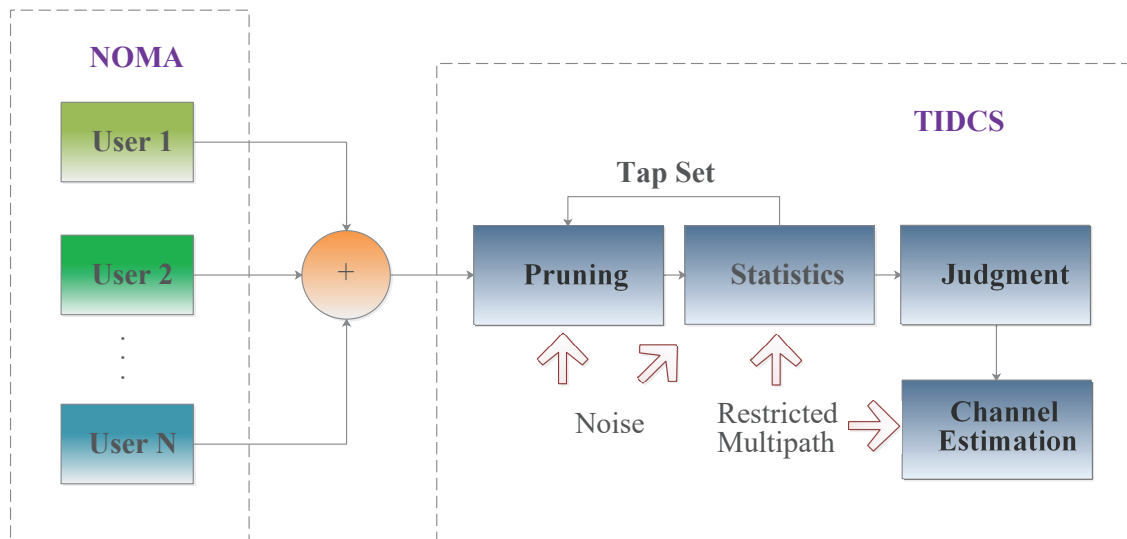 NOMA
User 1
User 2
.
.
.
User N
+
TIDCS
Tap Set
Pruning
Statistics
Judgment
Noise
Restricted
Multipath
Channel
Estimation